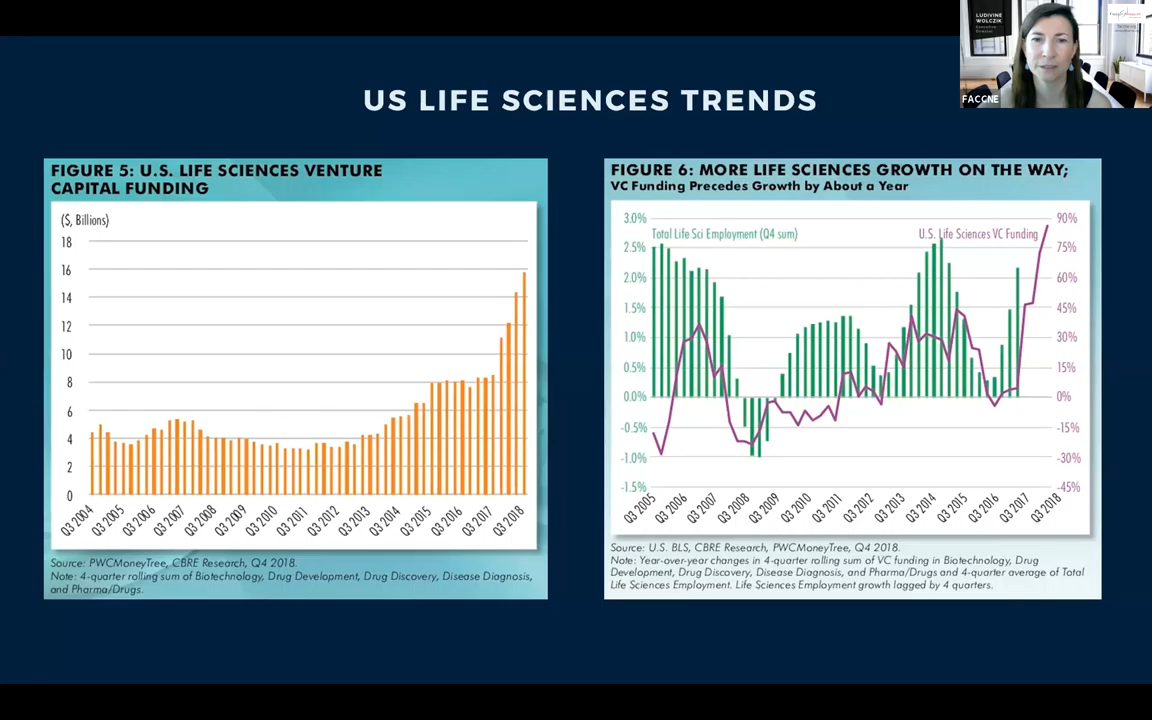 LUDIVINE
WOLCZIK
Executive
Director
FACCNE
US LIFE SCIENCES TRENDS
FIGURE 5: U.S. LIFE SCIENCES VENTURE
CAPITAL FUNDING
($, Billions)
18
16
14
12
10
8
6
4
2
0
Q3 2004
Q3 2005
Q3 2006
Q3 2007
Q3 2008
Q3 2009
Q3 2010
Q3 2011
Q3 2012
Q3 2013
Q3 2014
Q3 2015
Q3 2016
Q3 2017
Q3 2018
Source: PWCMoneyTree, CBRE Research, Q4 2018.
Note: 4-quarter rolling sum of Biotechnology, Drug Development, Drug Discovery, Disease Diagnosis,
and Pharma/Drugs.
FIGURE 6: MORE LIFE SCIENCES GROWTH ON THE WAY;
VC Funding Precedes Growth by About a Year
Total Life Sci Employment (Q4 sum)
U.S. Life Sciences VC Funding
3.0%
2.5%
2.0%
1.5%
1.0%
0.5%
0.0%
-0.5%
-1.0%
-1.5%
90%
75%
60%
45%
30%
15%
0%
-15%
-30%
-45%
Q3 2005
Q3 2006
Q3 2007
Q3 2008
Q3 2009
Q3 2010
Q3 2011
Q3 2012
Q3 2013
Q3 2014
Q3 2015
Q3 2016
Q3 2017
Q3 2018
Source: U.S. BLS, CBRE Research, PWCMoneyTree, Q4 2018.
Note: Year-over-year changes in 4-quarter rolling sum of VC funding in Biotechnology, Drug
Development, Drug Discovery, Disease Diagnosis, and Pharma/Drugs and 4-quarter average of Total
Life Sciences Employment. Life Sciences Employment growth lagged by 4 quarters.